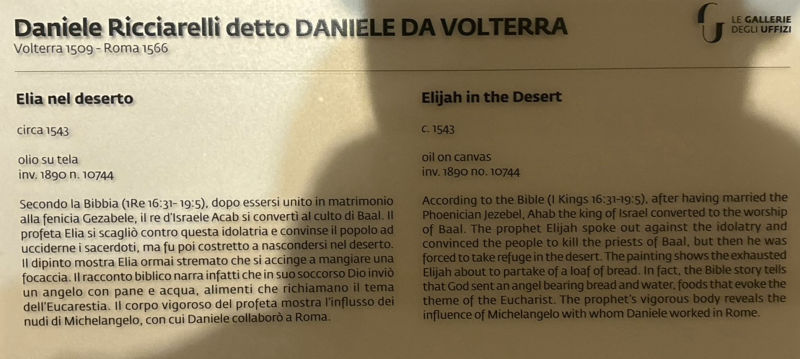 Daniele Ricciarelli detto DANIELE DA VOLTERRA
Volterra 1509 - Roma 1566
LE GALLERIE
DEGLI UFFIZI
Elia nel deserto
circa 1543
olio su tela
inv. 1890 n. 10744
Secondo la Bibbia (1Re 16:31- 19:5), dopo essersi unito in matrimonio
alla fenicia Gezabele, il re d'Israele Acab si convertì al culto di Baal. Il
profeta Elia si scagliò contro questa idolatria e convinse il popolo ad
ucciderne i sacerdoti, ma fu poi costretto a nascondersi nel deserto.
Il dipinto mostra Elia ormai stremato che si accinge a mangiare una
focaccia. Il racconto biblico narra infatti che in suo soccorso Dio inviò
un angelo con pane e acqua, alimenti che richiamano il tema
dell'Eucarestia. Il corpo vigoroso del profeta mostra l'influsso dei
nudi di Michelangelo, con cui Daniele collaborò a Roma.
Elijah in the Desert
c. 1543
oil on canvas
inv. 1890 no. 10744
According to the Bible (I Kings 16:31-19:5), after having married the
Phoenician Jezebel, Ahab the king of Israel converted to the worship
of Baal. The prophet Elijah spoke out against the idolatry and
convinced the people to kill the priests of Baal, but then he was
forced to take refuge in the desert. The painting shows the exhausted
Elijah about to partake of a loaf of bread. In fact, the Bible story tells
that God sent an angel bearing bread and water, foods that evoke the
theme of the Eucharist. The prophet's vigorous body reveals the
influence of Michelangelo with whom Daniele worked in Rome.